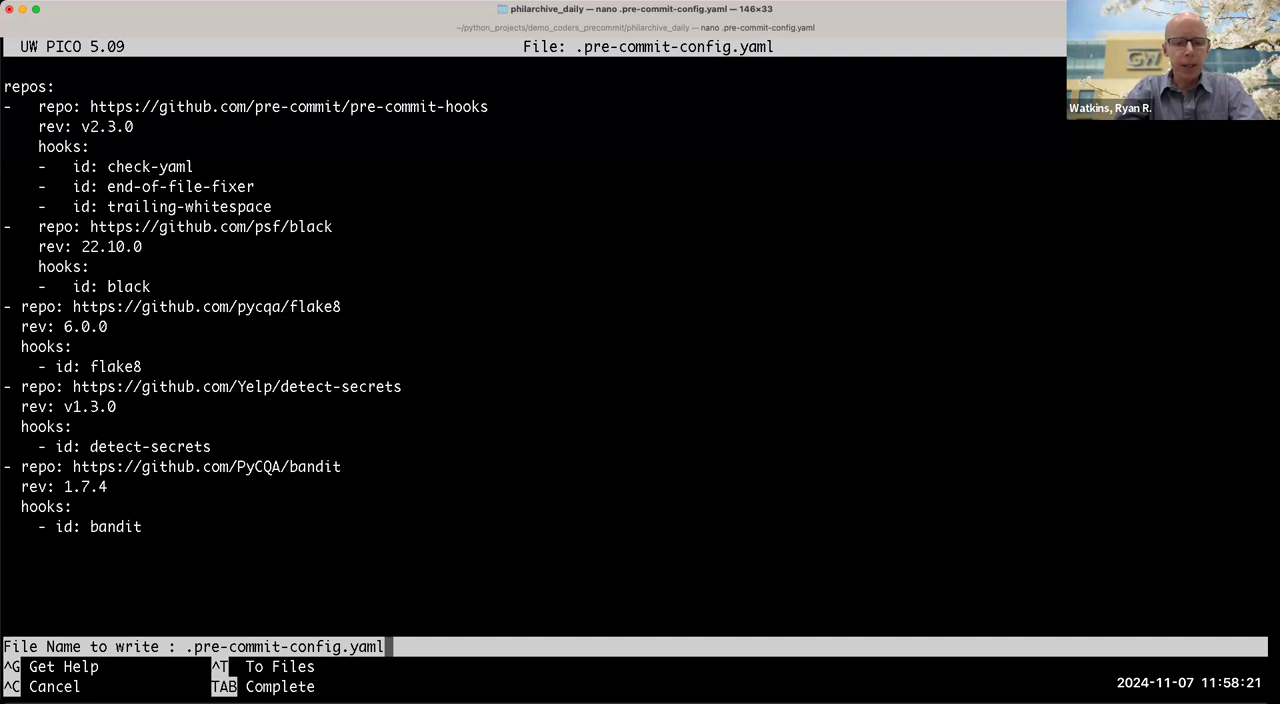 philarchive_daily — nano .pre-commit-config.yaml — 146×33
~/python_projects/demo_coders_precommit/philarchive_daily — nano .pre-commit-config.yaml
UW PICO 5.09 File: .pre-commit-config.yaml
GW
Watkins, Ryan R.
repos:
-   repo: https://github.com/pre-commit/pre-commit-hooks
    rev: v2.3.0
    hooks:
    -   id: check-yaml
    -   id: end-of-file-fixer
    -   id: trailing-whitespace
-   repo: https://github.com/psf/black
    rev: 22.10.0
    hooks:
    -   id: black
- repo: https://github.com/pycqa/flake8
  rev: 6.0.0
  hooks:
    - id: flake8
- repo: https://github.com/Yelp/detect-secrets
  rev: v1.3.0
  hooks:
    - id: detect-secrets
- repo: https://github.com/PyCQA/bandit
  rev: 1.7.4
  hooks:
    - id: bandit
File Name to write : .pre-commit-config.yaml
^G Get Help ^T To Files
^C Cancel TAB Complete
2024-11-07 11:58:21